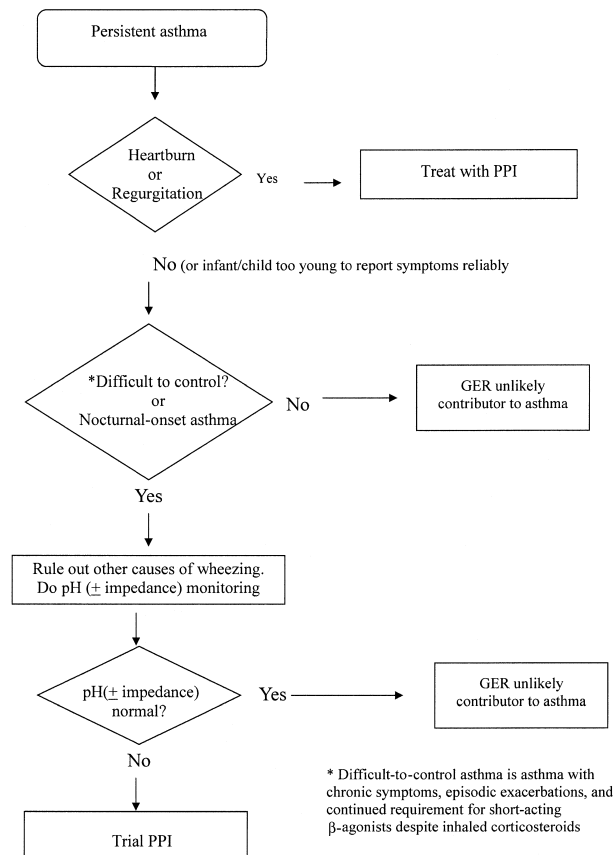 Persistent asthma
Heartburn
or
Regurgitation
Yes
Treat with PPI
No (or infant/child too young to report symptoms reliably
*Difficult to control?
or
Nocturnal-onset asthma
No
GER unlikely
contributor to asthma
Yes
Rule out other causes of wheezing.
Do pH (± impedance) monitoring
pH(± impedance)
normal?
Yes
GER unlikely
contributor to asthma
No
* Difficult-to-control asthma is asthma with
chronic symptoms, episodic exacerbations, and
continued requirement for short-acting
β-agonists despite inhaled corticosteroids
Trial PPI